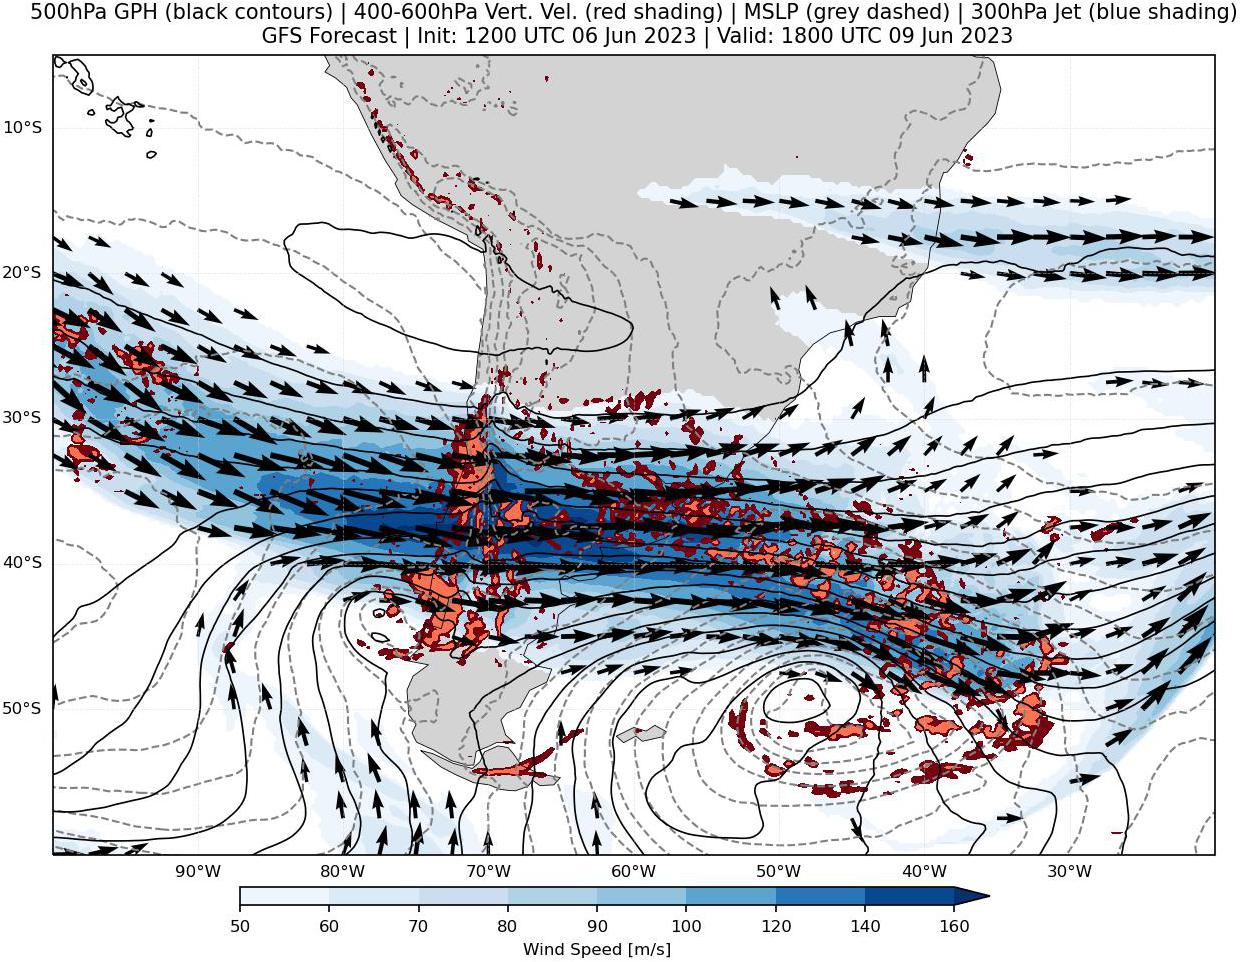 500hPa GPH (black contours) | 400-600hPa Vert. Vel. (red shading) | MSLP (grey dashed) | 300hPa Jet (blue shading)
GFS Forecast | Init: 1200 UTC 06 Jun 2023 | Valid: 1800 UTC 09 Jun 2023
10°S
20°S
30°S
40°S
50°S
90°W 80°W 70°W 60°W 50°W 40°W 30°W
50 60 70 80 90 100 120 140 160
Wind Speed [m/s]